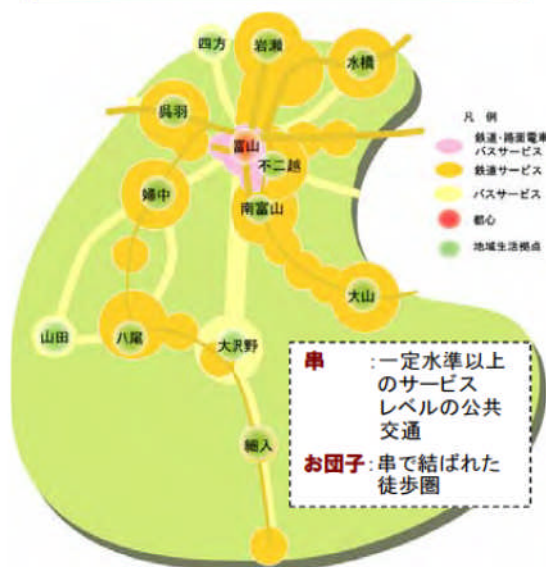 四方
岩瀬
水橋
呉羽
富山
不二越
婦中
南富山
大山
山田
八尾
大沢野
細入
凡 例
鉄道・路面電車
バスサービス
鉄道サービス
バスサービス
都心
地域生活拠点
串 :一定水準以上
のサービス
レベルの公共
交通
お団子:串で結ばれた
徒歩圏